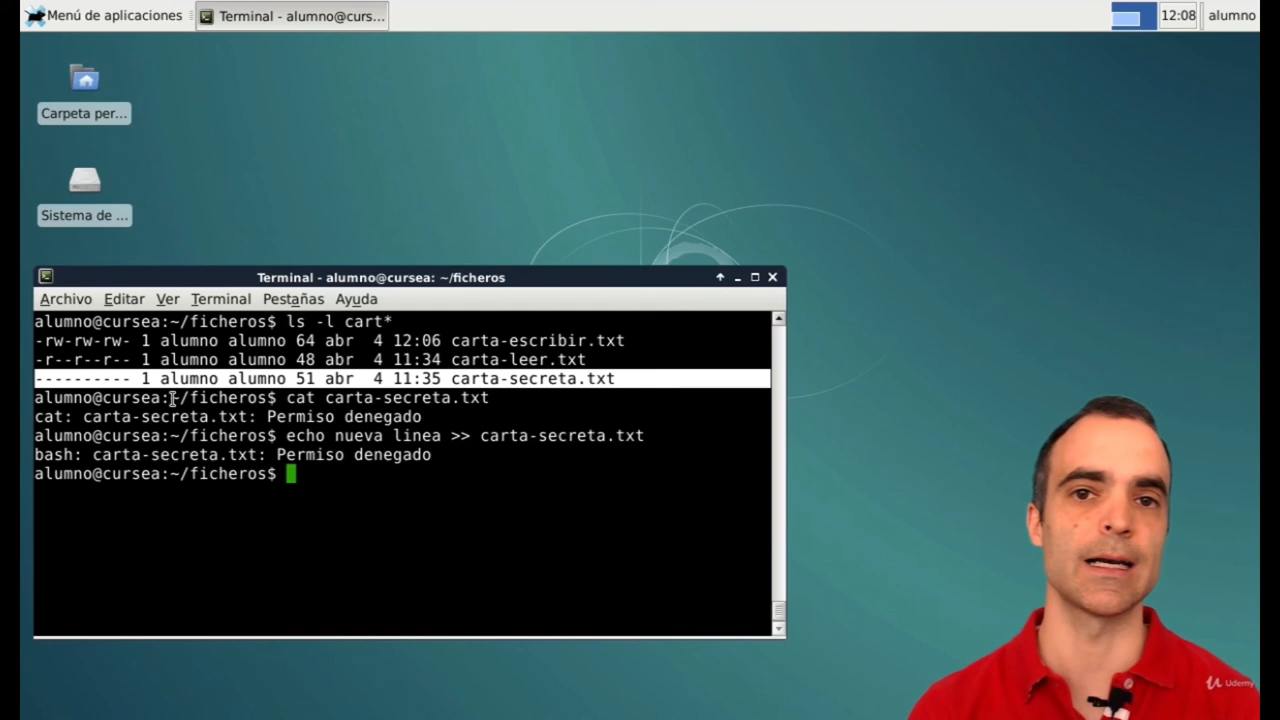 Menú de aplicaciones
Terminal - alumno@curs...
12:08
alumno
Carpeta per...
Sistema de ...
Terminal - alumno@cursea: ~/ficheros
Archivo Editar Ver Terminal Pestañas Ayuda
alumno@cursea:~/ficheros$ ls -l cart*
-rw-rw-rw- 1 alumno alumno 64 abr  4 12:06 carta-escribir.txt
-r--r--r-- 1 alumno alumno 48 abr  4 11:34 carta-leer.txt
---------- 1 alumno alumno 51 abr  4 11:35 carta-secreta.txt
alumno@cursea:~/ficheros$ cat carta-secreta.txt
cat: carta-secreta.txt: Permiso denegado
alumno@cursea:~/ficheros$ echo nueva linea >> carta-secreta.txt
bash: carta-secreta.txt: Permiso denegado
alumno@cursea:~/ficheros$
Udemy